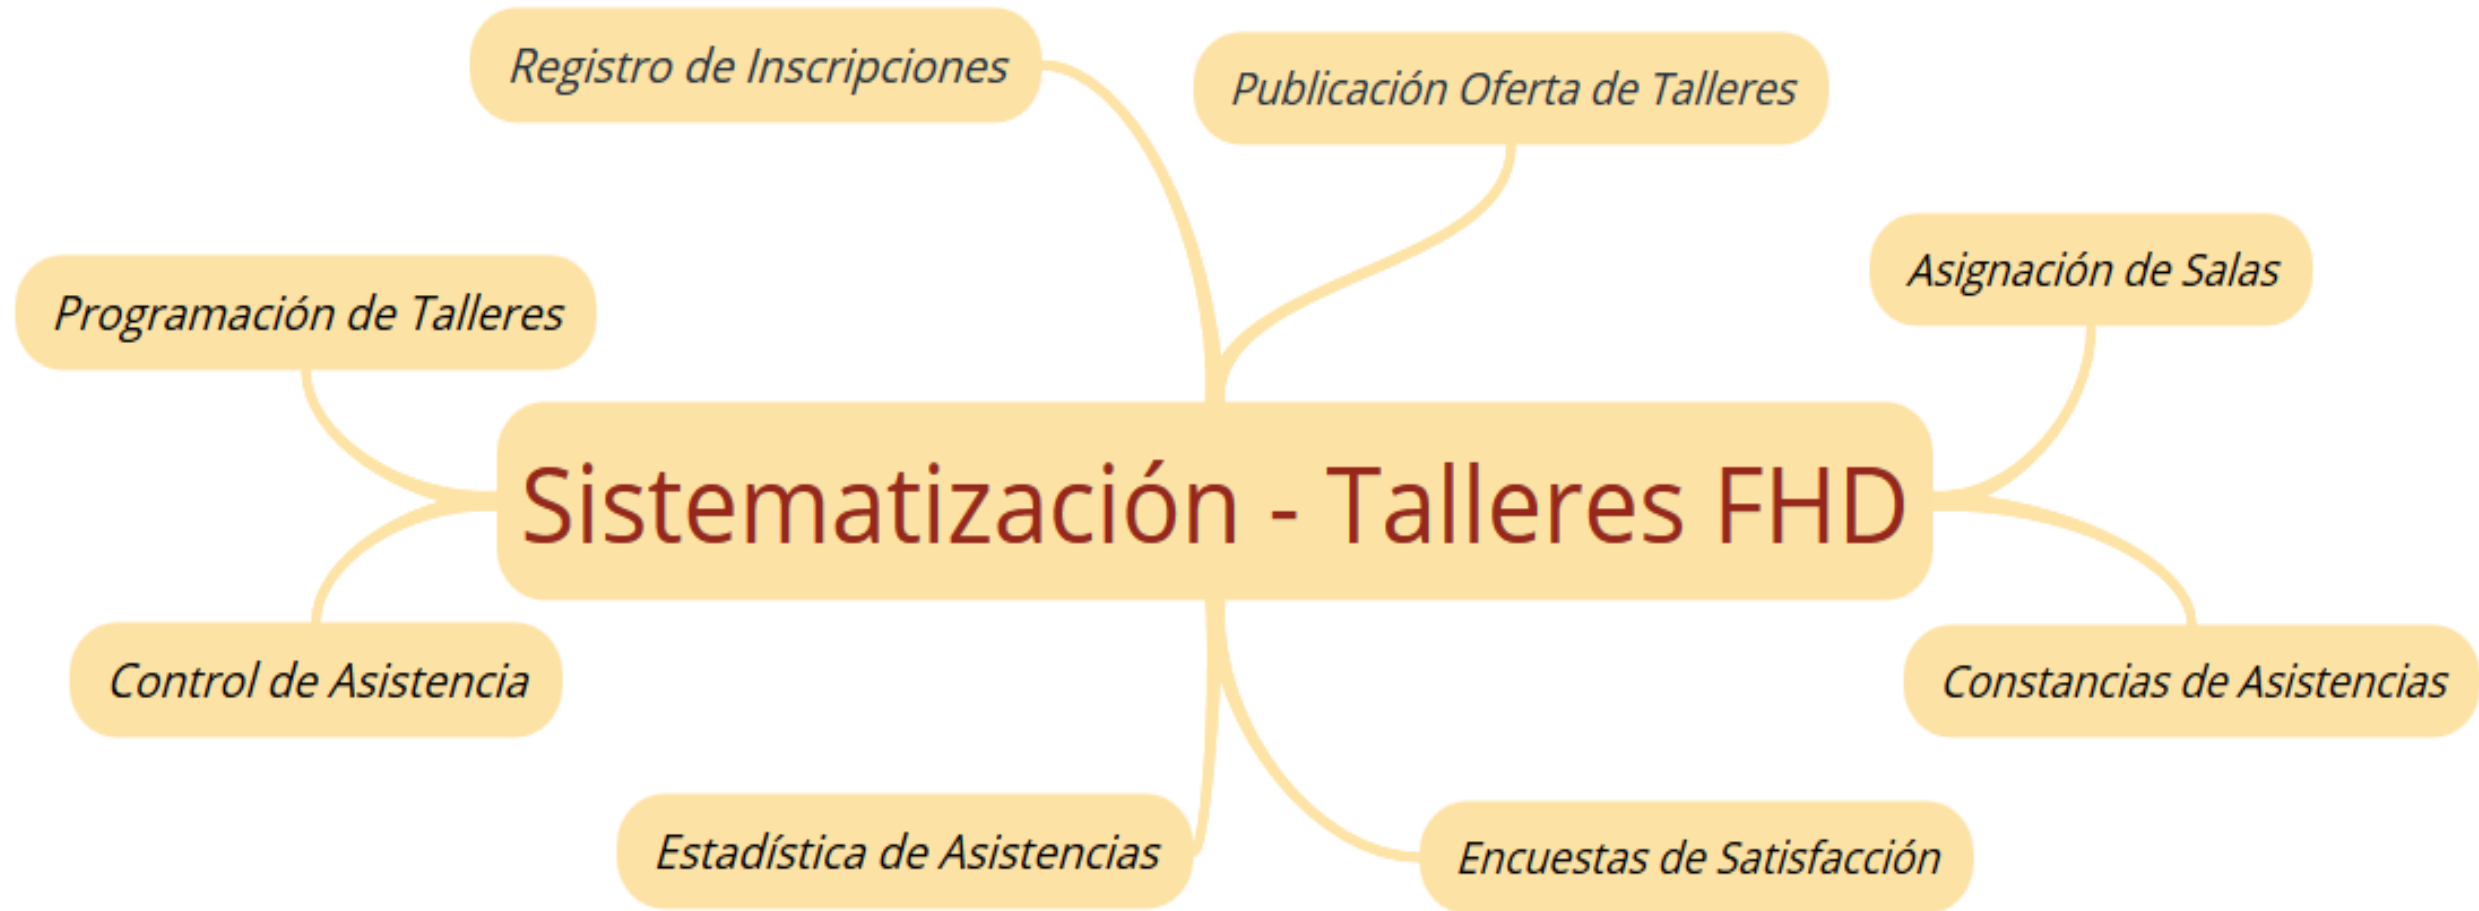 Registro de Inscripciones
Publicación Oferta de Talleres
Asignación de Salas
Programación de Talleres
Sistematización - Talleres FHD
Control de Asistencia
Constancias de Asistencias
Estadística de Asistencias
Encuestas de Satisfacción